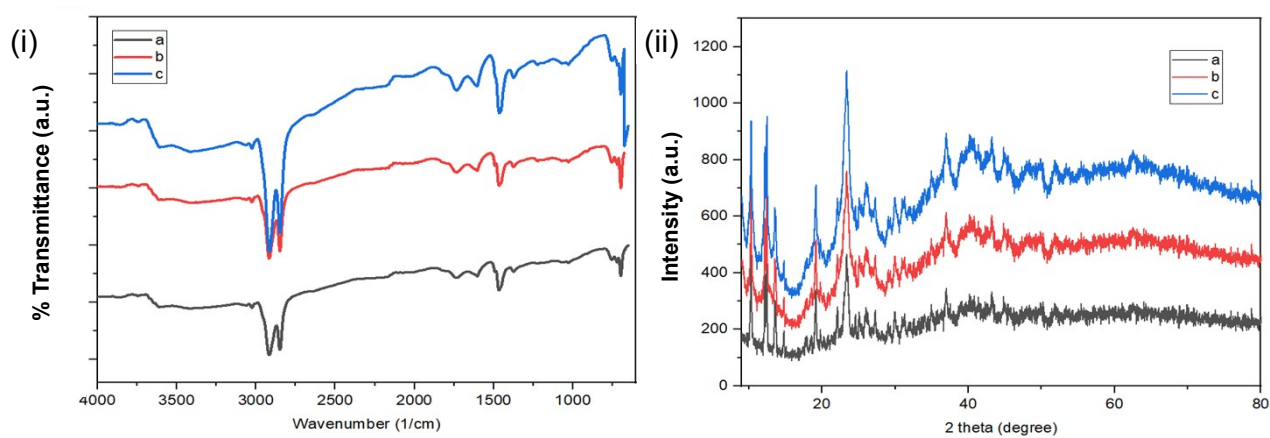 (i)
a
b
c
% Transmittance (a.u.)
4000 3500 3000 2500 2000 1500 1000
Wavenumber (1/cm)
(ii)
a
b
c
Intensity (a.u.)
1200
1000
800
600
400
200
0
20 40 60 80
2 theta (degree)